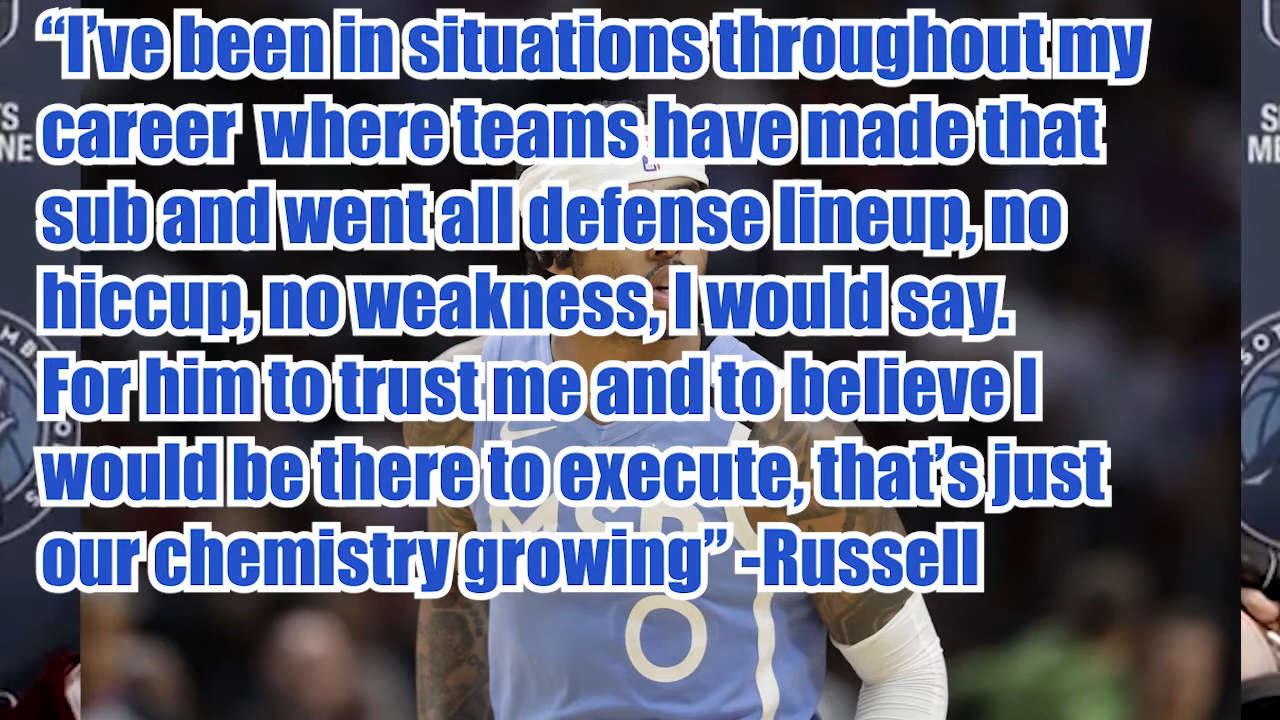 “I’ve been in situations throughout my
career where teams have made that
sub and went all defense lineup, no
hiccup, no weakness, I would say.
For him to trust me and to believe I
would be there to execute, that’s just
our chemistry growing” -Russell
0